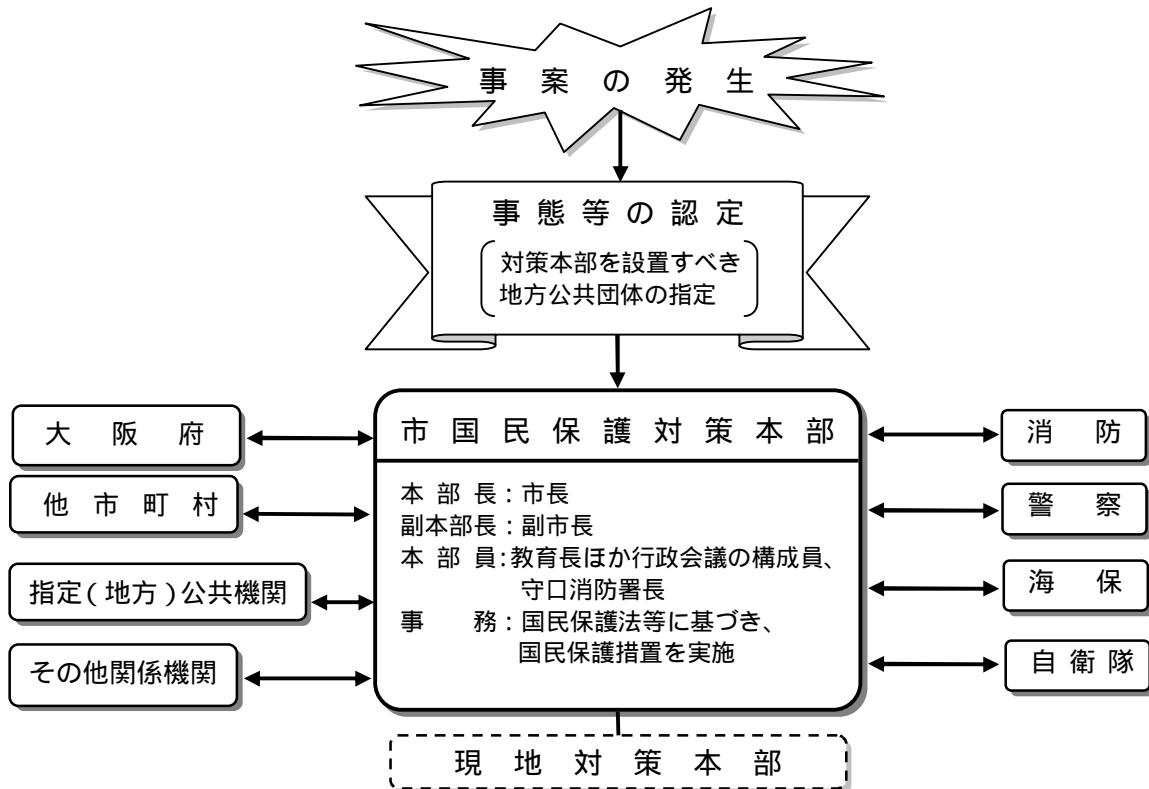 事案の発生
事態等の認定
対策本部を設置すべき
地方公共団体の指定
市国民保護対策本部
本部長：市長
副本部長：副市長
本部員：教育長ほか行政会議の構成員、
守口消防署長
事務：国民保護法等に基づき、
国民保護措置を実施
大阪府
他市町村
指定（地方）公共機関
その他関係機関
消防
警察
海保
自衛隊
現地対策本部